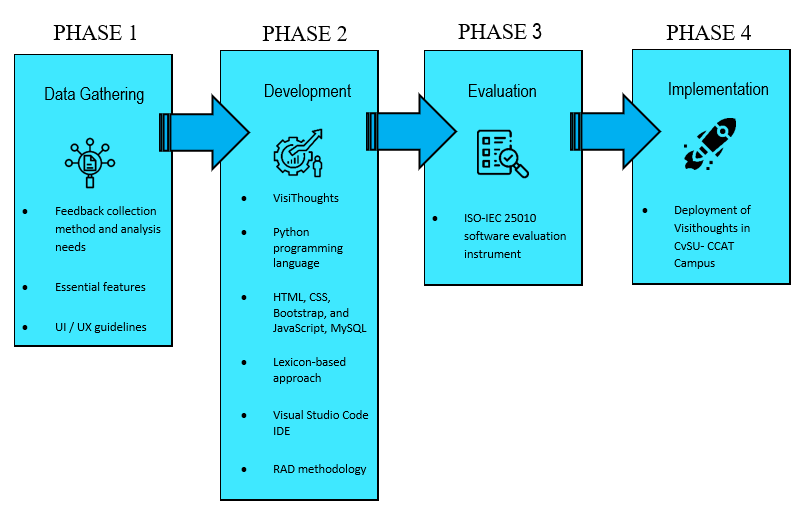 PHASE 1
Data Gathering
• Feedback collection
method and analysis
needs
• Essential features
• UI / UX guidelines
PHASE 2
Development
• VisiThoughts
• Python
programming
language
• HTML, CSS,
Bootstrap, and
JavaScript, MySQL
• Lexicon-based
approach
• Visual Studio Code
IDE
• RAD methodology
PHASE 3
Evaluation
• ISO-IEC 25010
software evaluation
instrument
PHASE 4
Implementation
• Deployment of
Visithoughts in
CvSU- CCAT
Campus